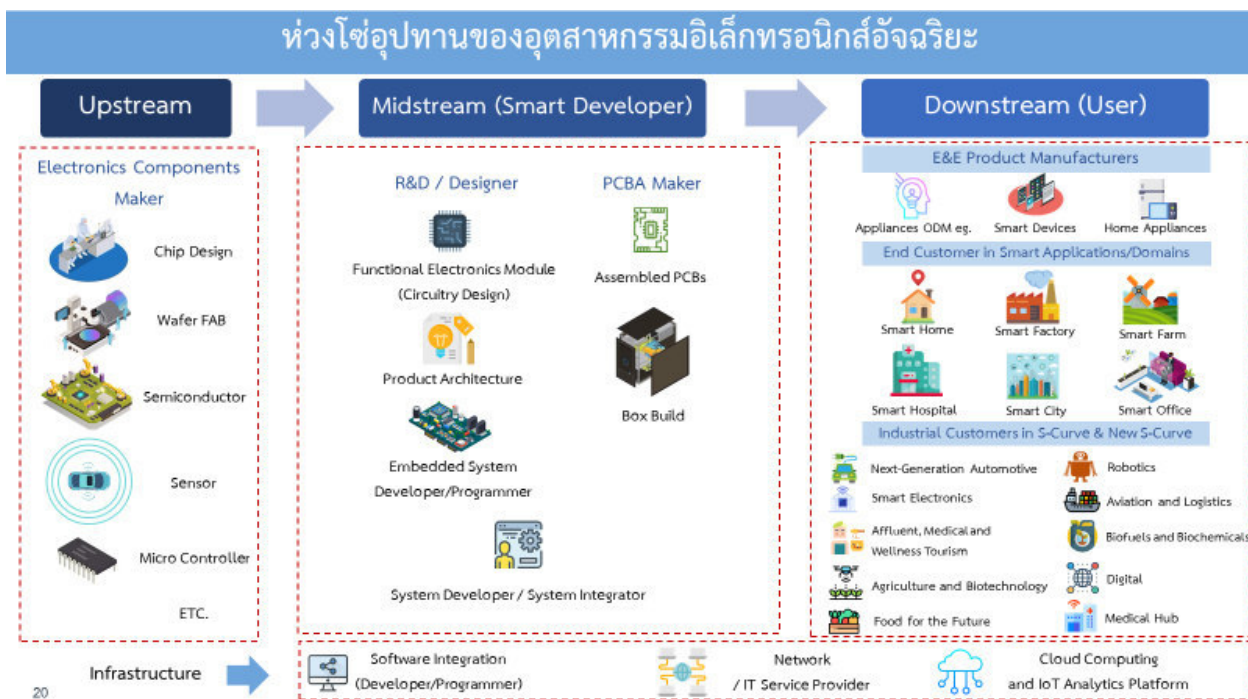 ห่วงโซ่อุปทานของอุตสาหกรรมอิเล็กทรอนิกส์อัจฉริยะ
Upstream
Midstream (Smart Developer)
Downstream (User)
Electronics Components
Maker
Chip Design
Wafer FAB
Semiconductor
Sensor
Micro Controller
ETC.
R&D / Designer
Functional Electronics Module
(Circuitry Design)
Product Architecture
Embedded System
Developer/Programmer
PCBA Maker
Assembled PCBs
Box Build
System Developer / System Integrator
E&E Product Manufacturers
Appliances ODM eg.
Smart Devices
Home Appliances
End Customer in Smart Applications/Domains
Smart Home
Smart Factory
Smart Farm
Smart Hospital
Smart City
Smart Office
Industrial Customers in S-Curve & New S-Curve
Next-Generation Automotive
Robotics
Smart Electronics
Aviation and Logistics
Affluent, Medical and
Wellness Tourism
Biofuels and Biochemicals
Agriculture and Biotechnology
Digital
Food for the Future
Medical Hub
Infrastructure
Software Integration
(Developer/Programmer)
Network
/ IT Service Provider
Cloud Computing
and IoT Analytics Platform
20